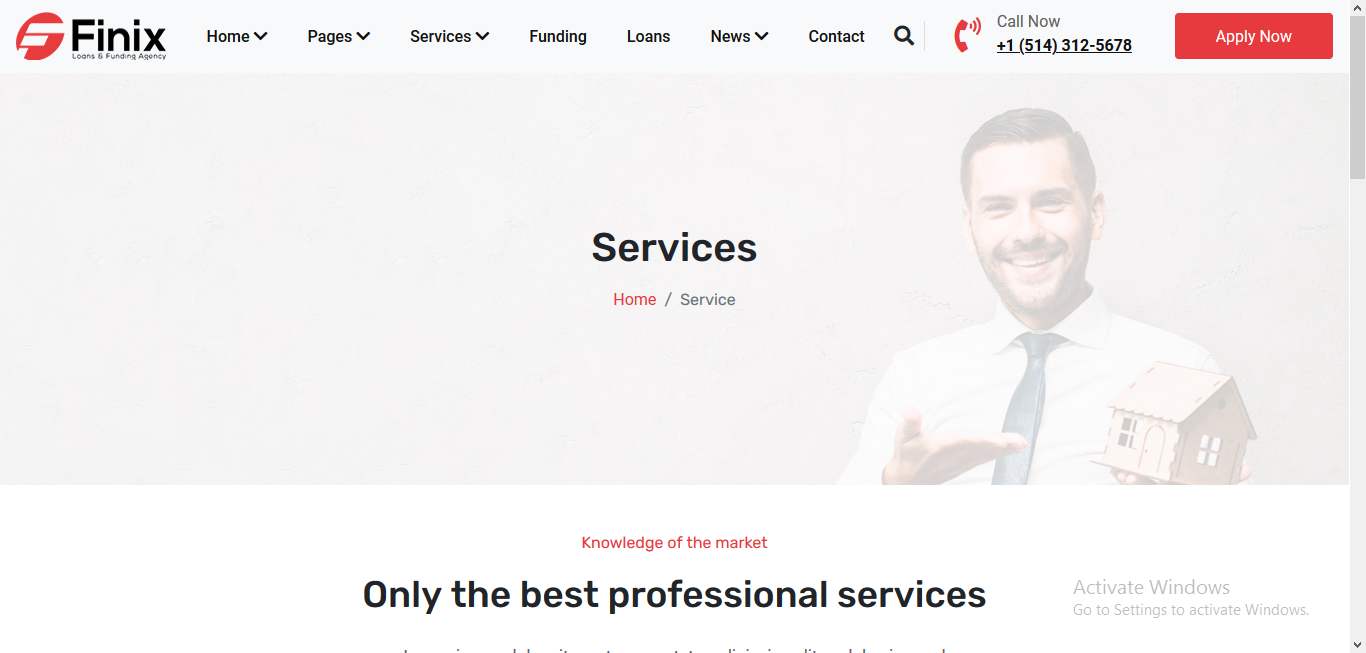 Finix
Loans & Funding Agency
Home
Pages
Services
Funding
Loans
News
Contact
Call Now
+1 (514) 312-5678
Apply Now
Services
Home / Service
Knowledge of the market
Only the best professional services
Activate Windows
Go to Settings to activate Windows.